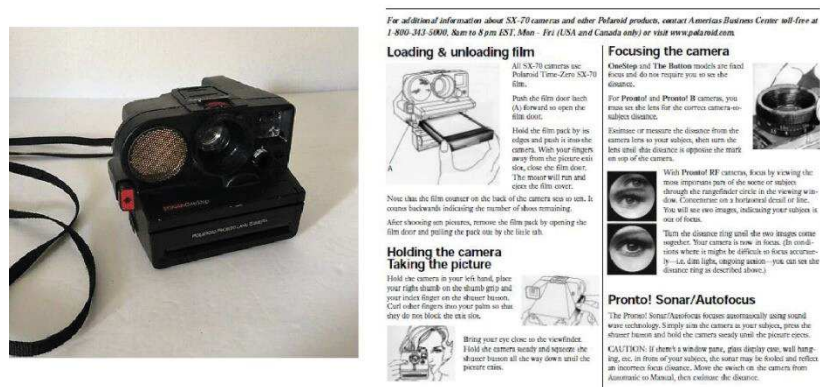 SONAR OneStep
POLAROID LAND CAMERA
For additional information about SX-70 cameras and other Polaroid products, contact Americas Business Center toll-free at
1-800-343-5000, 8am to 8 pm EST, Mon - Fri (USA and Canada only) or visit www.polaroid.com.
Loading & unloading film
All SX-70 cameras use
Polaroid Time-Zero SX-70
film.
Push the film door latch
(A) forward to open the
film door.
Hold the film pack by its
edges and push it into the
camera. With your fingers
away from the picture exit
slot, close the film door.
The motor will run and
eject the film cover.
A
Note that the film counter on the back of the camera sets to ten. It
counts backwards indicating the number of shots remaining.
After shooting ten pictures, remove the film pack by opening the
film door and pulling the pack out by the little tab.
Holding the camera
Taking the picture
Hold the camera in your left hand, place
your right thumb on the thumb grip and
your index finger on the shutter button.
Curl other fingers into your palm so that
they do not block the exit slot.
Bring your eye close to the viewfinder.
Hold the camera steady and squeeze the
shutter button all the way down until the
picture exits.
Focusing the camera
OneStep and The Button models are fixed
focus and do not require you to set the
distance.
For Pronto! and Pronto! B cameras, you
must set the lens for the correct camera-to-
subject distance.
Estimate or measure the distance from the
camera lens to your subject, then turn the
lens until this distance is opposite the mark
on top of the camera.
With Pronto! RF cameras, focus by viewing the
most important part of the scene or subject
through the rangefinder circle in the viewing win-
dow. Concentrate on a horizontal detail or line.
You will see two images, indicating your subject is
out of focus.
Turn the distance ring until the two images come
together. Your camera is now in focus. (In condi-
tions where it might be difficult to focus accurate-
ly—i.e. dim light, ongoing action—you can set the
distance ring as described above.)
Pronto! Sonar/Autofocus
The Pronto! Sonar/Autofocus focuses automatically using sound
wave technology. Simply aim the camera at your subject, press the
shutter button and hold the camera steady until the picture ejects.
CAUTION: If there's a window pane, glass display case, wall hang-
ing, etc. in front of your subject, the sonar may be fooled and reflect
an incorrect focus distance. Move the switch on the camera from
Automatic to Manual, then estimate the distance.